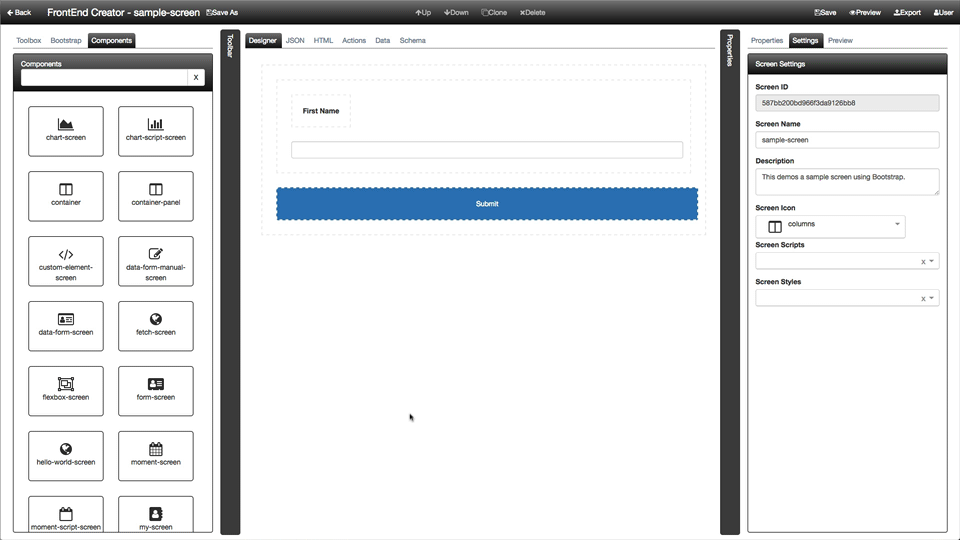 Back FrontEnd Creator - sample-screen Save As Up Down Clone Delete Save Preview Export User
Toolbox Bootstrap Components
Components
X
chart-screen chart-script-screen
container container-panel
custom-element-screen data-form-manual-screen
data-form-screen fetch-screen
flexbox-screen form-screen
hello-world-screen moment-screen
moment-script-screen my-screen
Toolbar
Designer JSON HTML Actions Data Schema
First Name
Submit
Properties
Properties Settings Preview
Screen Settings
Screen ID
587bb200bd966f3da9126bb8
Screen Name
sample-screen
Description
This demos a sample screen using Bootstrap.
Screen Icon
columns
Screen Scripts
x
Screen Styles
x